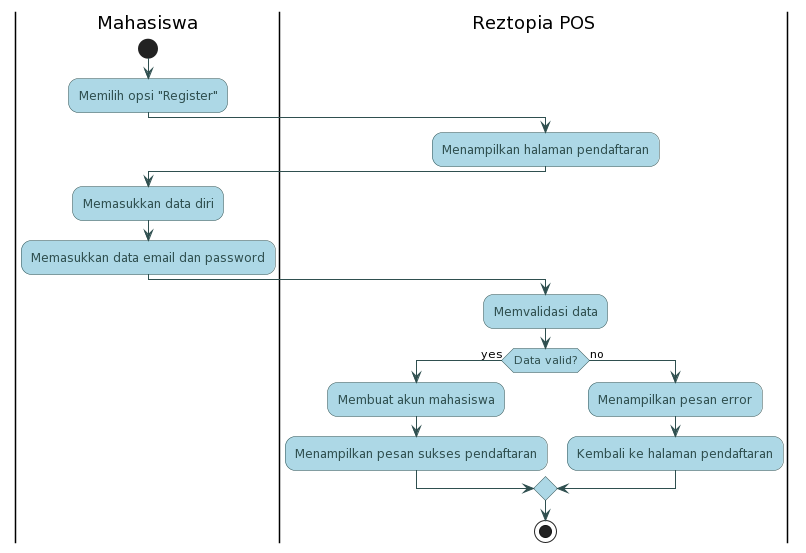 Mahasiswa
Reztopia POS
Memilih opsi "Register"
Menampilkan halaman pendaftaran
Memasukkan data diri
Memasukkan data email dan password
Memvalidasi data
yes
Data valid?
no
Membuat akun mahasiswa
Menampilkan pesan error
Menampilkan pesan sukses pendaftaran
Kembali ke halaman pendaftaran